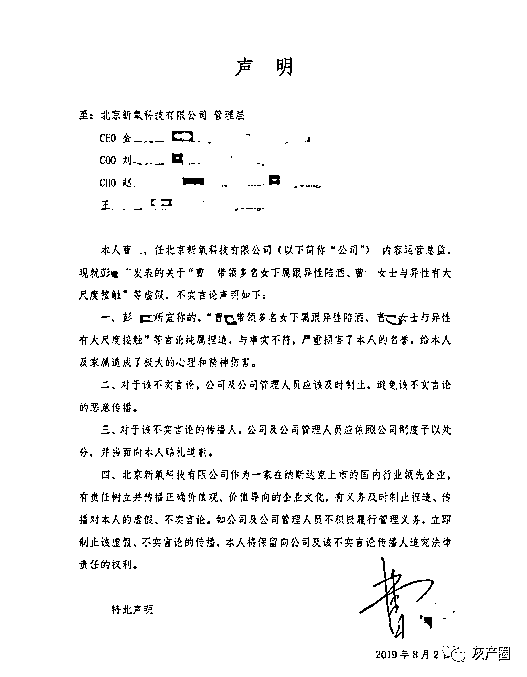 声 明
至：北京新氧科技有限公司 管理层
CEO 金
COO 刘
CHO 赵
王
本人曹 、任北京新氧科技有限公司（以下简称“公司”） 内容运营总监，
现就彭 发表的关于“曹 带领多名女下属跟异性陪酒、曹 女士与异性有大
尺度接触”等虚假、不实言论声明如下：
一、彭 所宣称的，“曹 带领多名女下属跟异性陪酒、曹 女士与异性
有大尺度接触”等言论纯属捏造，与事实不符，严重损害了本人的名誉，给本人
及家属造成了极大的心理和精神伤害。
二、对于该不实言论，公司及公司管理人员应该及时制止，避免该不实言论
的恶意传播。
三、对于该不实言论的传播人，公司及公司管理人员应依照公司制度予以处
分，并当面向本人赔礼道歉。
四、北京新氧科技有限公司作为一家在纳斯达克上市的国内行业领先企业，
有责任树立并传播正确价值观、价值导向的企业文化，有义务及时制止捏造、传
播对本人的虚假、不实言论。如公司及公司管理人员不积极履行管理义务，立即
制止该虚假、不实言论的传播，本人将保留向公司及该不实言论传播人追究法律
责任的权利。
特此声明
曹
2019 年 8 月 2
灰产圈